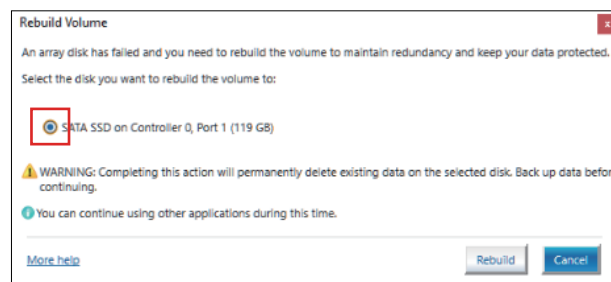 Rebuild Volume
x
An array disk has failed and you need to rebuild the volume to maintain redundancy and keep your data protected.
Select the disk you want to rebuild the volume to:
SATA SSD on Controller 0, Port 1 (119 GB)
WARNING: Completing this action will permanently delete existing data on the selected disk. Back up data befor
continuing.
You can continue using other applications during this time.
More help
Rebuild
Cancel